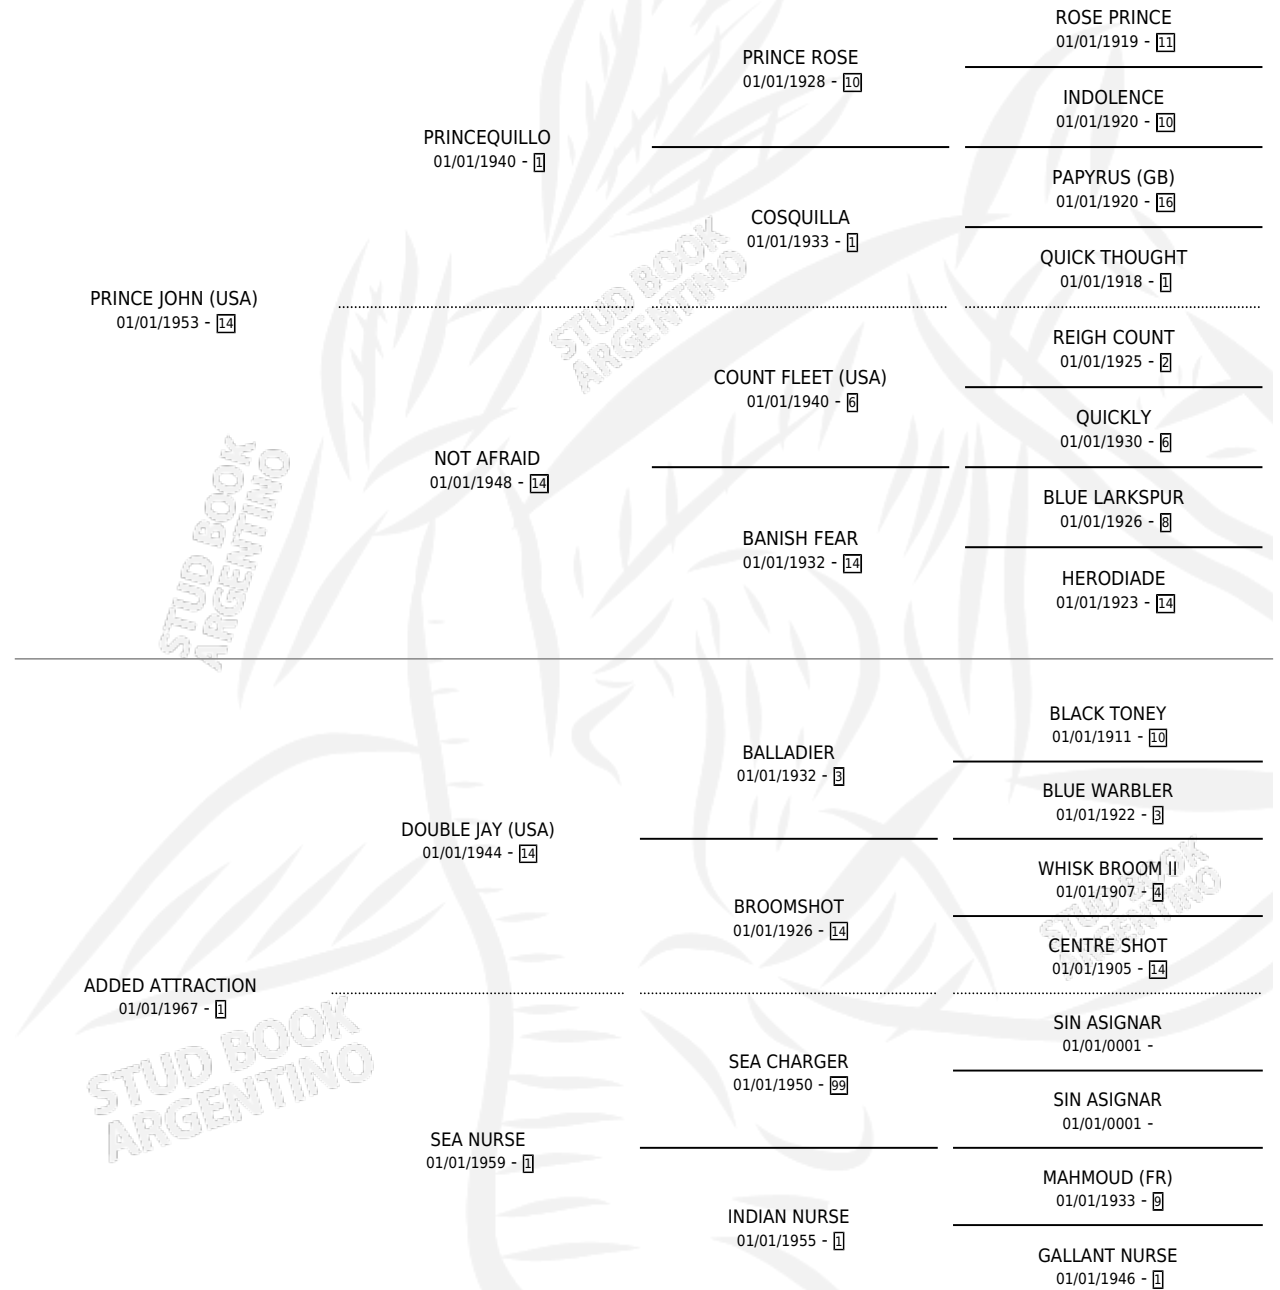 ROSE PRINCE
01/01/1919 - 11
PRINCE ROSE
01/01/1928 - 10
INDOLENCE
01/01/1920 - 10
PRINCEQUILLO
01/01/1940 - 1
PAPYRUS (GB)
01/01/1920 - 16
COSQUILLA
01/01/1933 - 1
QUICK THOUGHT
01/01/1918 - 1
PRINCE JOHN (USA)
01/01/1953 - 14
STUD BOOK
ARGENTINO
REIGH COUNT
01/01/1925 - 2
COUNT FLEET (USA)
01/01/1940 - 6
QUICKLY
01/01/1930 - 6
NOT AFRAID
01/01/1948 - 14
BLUE LARKSPUR
01/01/1926 - 8
BANISH FEAR
01/01/1932 - 14
HERODIADE
01/01/1923 - 14
STUD BOOK
ARGENTINO
BLACK TONEY
01/01/1911 - 10
BALLADIER
01/01/1932 - 3
BLUE WARBLER
01/01/1922 - 3
DOUBLE JAY (USA)
01/01/1944 - 14
WHISK BROOM II
01/01/1907 - 4
BROOMSHOT
01/01/1926 - 14
STUD BOOK
ARGENTINO
CENTRE SHOT
01/01/1905 - 14
ADDED ATTRACTION
01/01/1967 - 1
STUD BOOK
ARGENTINO
SIN ASIGNAR
01/01/0001 -
SEA CHARGER
01/01/1950 - 99
SIN ASIGNAR
01/01/0001 -
SEA NURSE
01/01/1959 - 1
MAHMOUD (FR)
01/01/1933 - 9
INDIAN NURSE
01/01/1955 - 1
GALLANT NURSE
01/01/1946 - 1